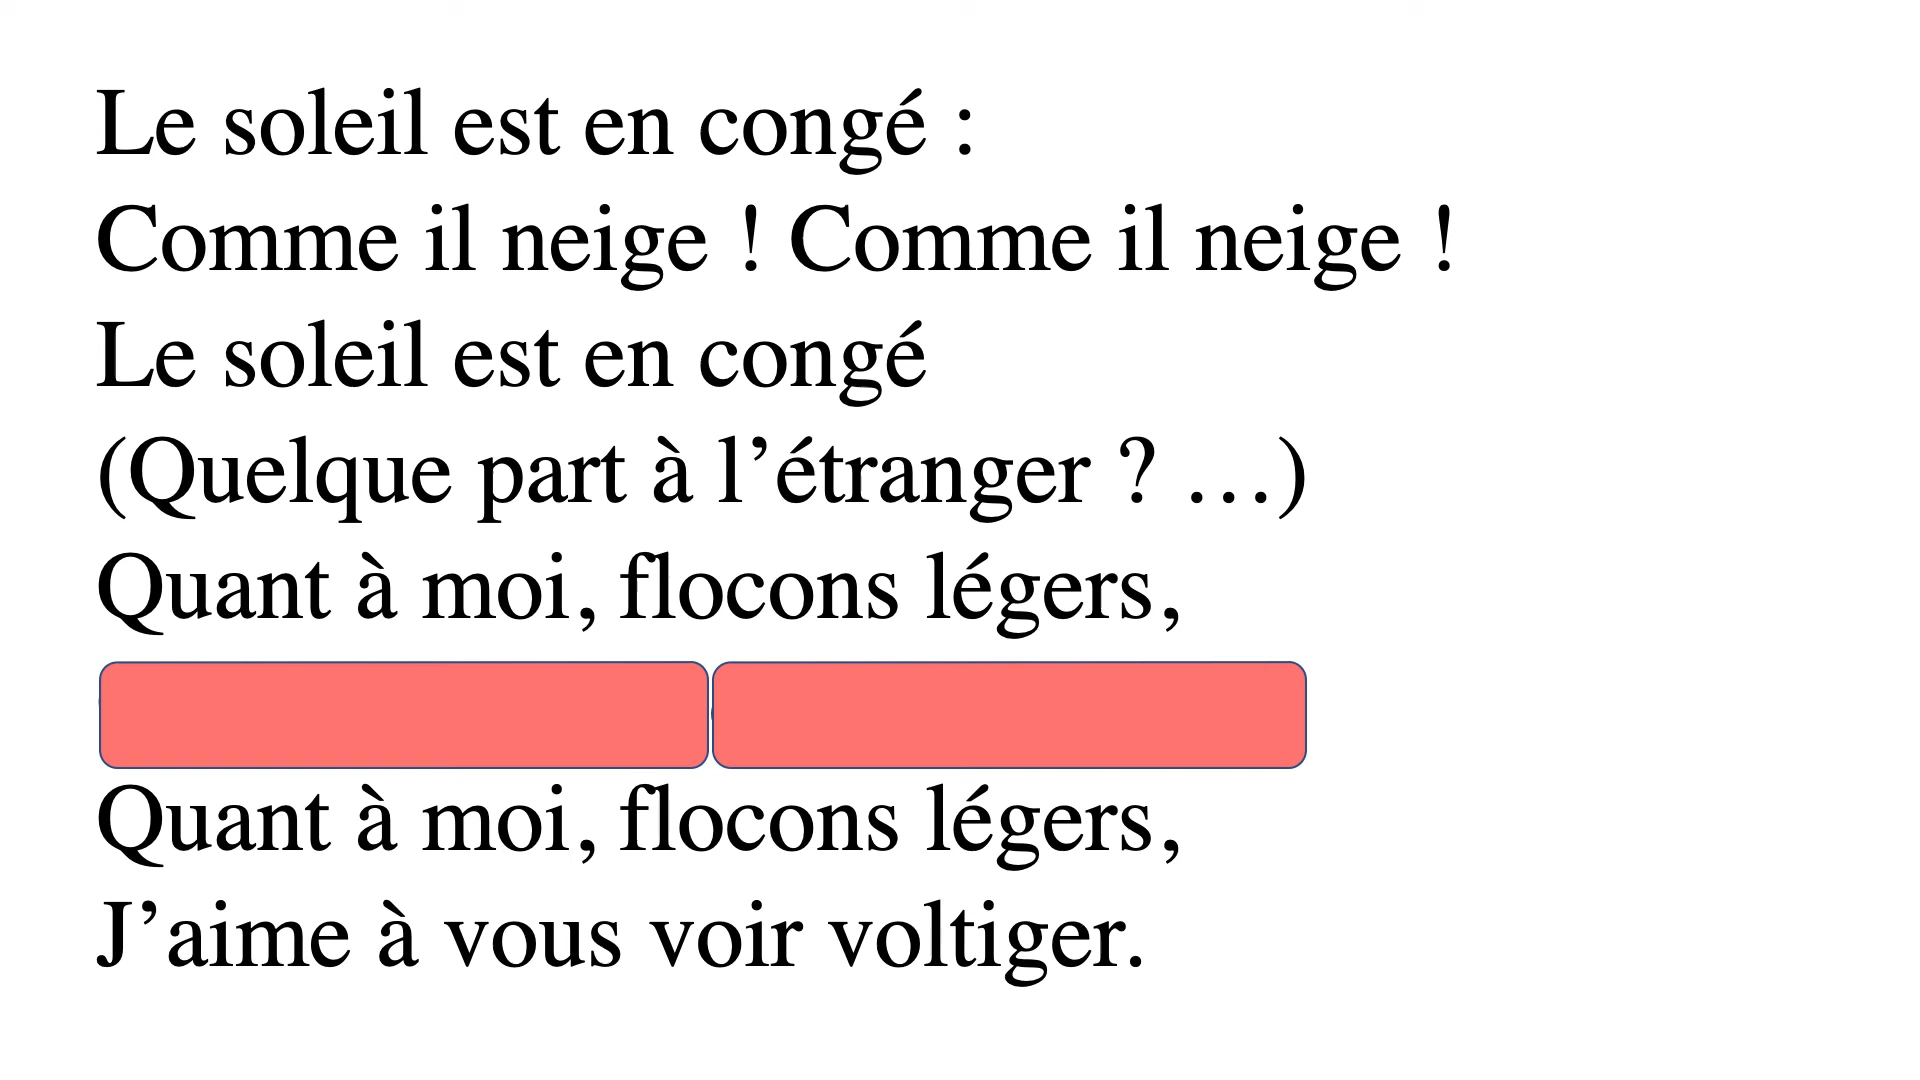 Le soleil est en congé :
Comme il neige ! Comme il neige !
Le soleil est en congé
(Quelque part à l’étranger ? …)
Quant à moi, flocons légers,
Quant à moi, flocons légers,
J’aime à vous voir voltiger.